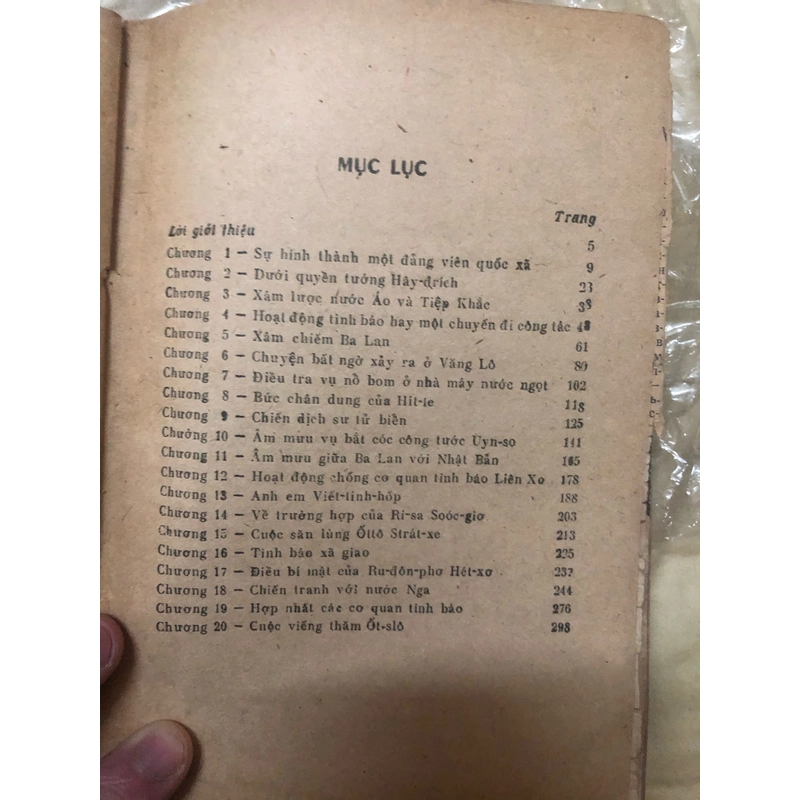 MỤC LỤC
Trang
Lời giới thiệu 5
Chương 1 — Sự hình thành một đảng viên quốc xã 9
Chương 2 — Dưới quyền tướng Hây-đrích 23
Chương 3 — Xâm lược nước Áo và Tiệp Khắc 38
Chương 4 — Hoạt động tình báo hay một chuyến đi công tác 48
Chương 5 — Xâm chiếm Ba Lan 61
Chương 6 — Chuyện bất ngờ xảy ra ở Văng Lô 80
Chương 7 — Điều tra vụ nổ bom ở nhà máy nước ngọt 102
Chương 8 — Bức chân dung của Hít-le 118
Chương 9 — Chiến dịch sư tử biển 125
Chưởng 10 — Âm mưu vụ bắt cóc công tước Uyn-so 141
Chương 11 — Âm mưu giữa Ba Lan với Nhật Bản 165
Chương 12 — Hoạt động chống cơ quan tình báo Liên Xo 178
Chương 13 — Anh em Viết-tinh-hốp 188
Chương 14 — Về trường hợp của Ri-sa Soóc-giơ 203
Chương 15 — Cuộc săn lùng Ốttô Strát-xe 213
Chương 16 — Tình báo xã giao 225
Chương 17 — Điều bí mật của Ru-đôn-phơ Hét-xơ 237
Chương 18 — Chiến tranh với nước Nga 244
Chương 19 — Hợp nhất các cơ quan tình báo 276
Chương 20 — Cuộc viếng thăm Ốt-slô 298